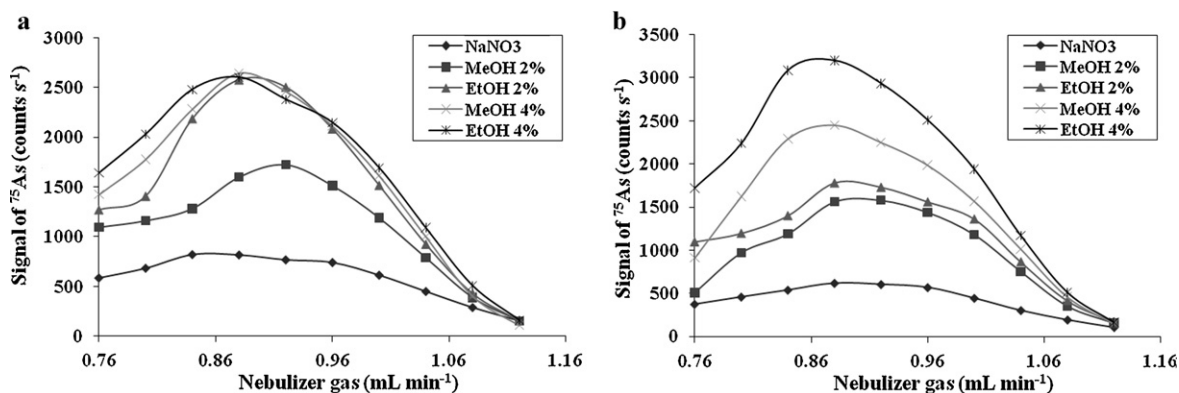 a
3000
2500
2000
1500
1000
500
0
Signal of ⁷⁵As (counts s⁻¹)
NaNO3
MeOH 2%
EtOH 2%
MeOH 4%
EtOH 4%
0.76 0.86 0.96 1.06 1.16
Nebulizer gas (mL min⁻¹)
b
3500
3000
2500
2000
1500
1000
500
0
Signal of ⁷⁵As (counts s⁻¹)
NaNO3
MeOH 2%
EtOH 2%
MeOH 4%
EtOH 4%
0.76 0.86 0.96 1.06 1.16
Nebulizer gas (mL min⁻¹)